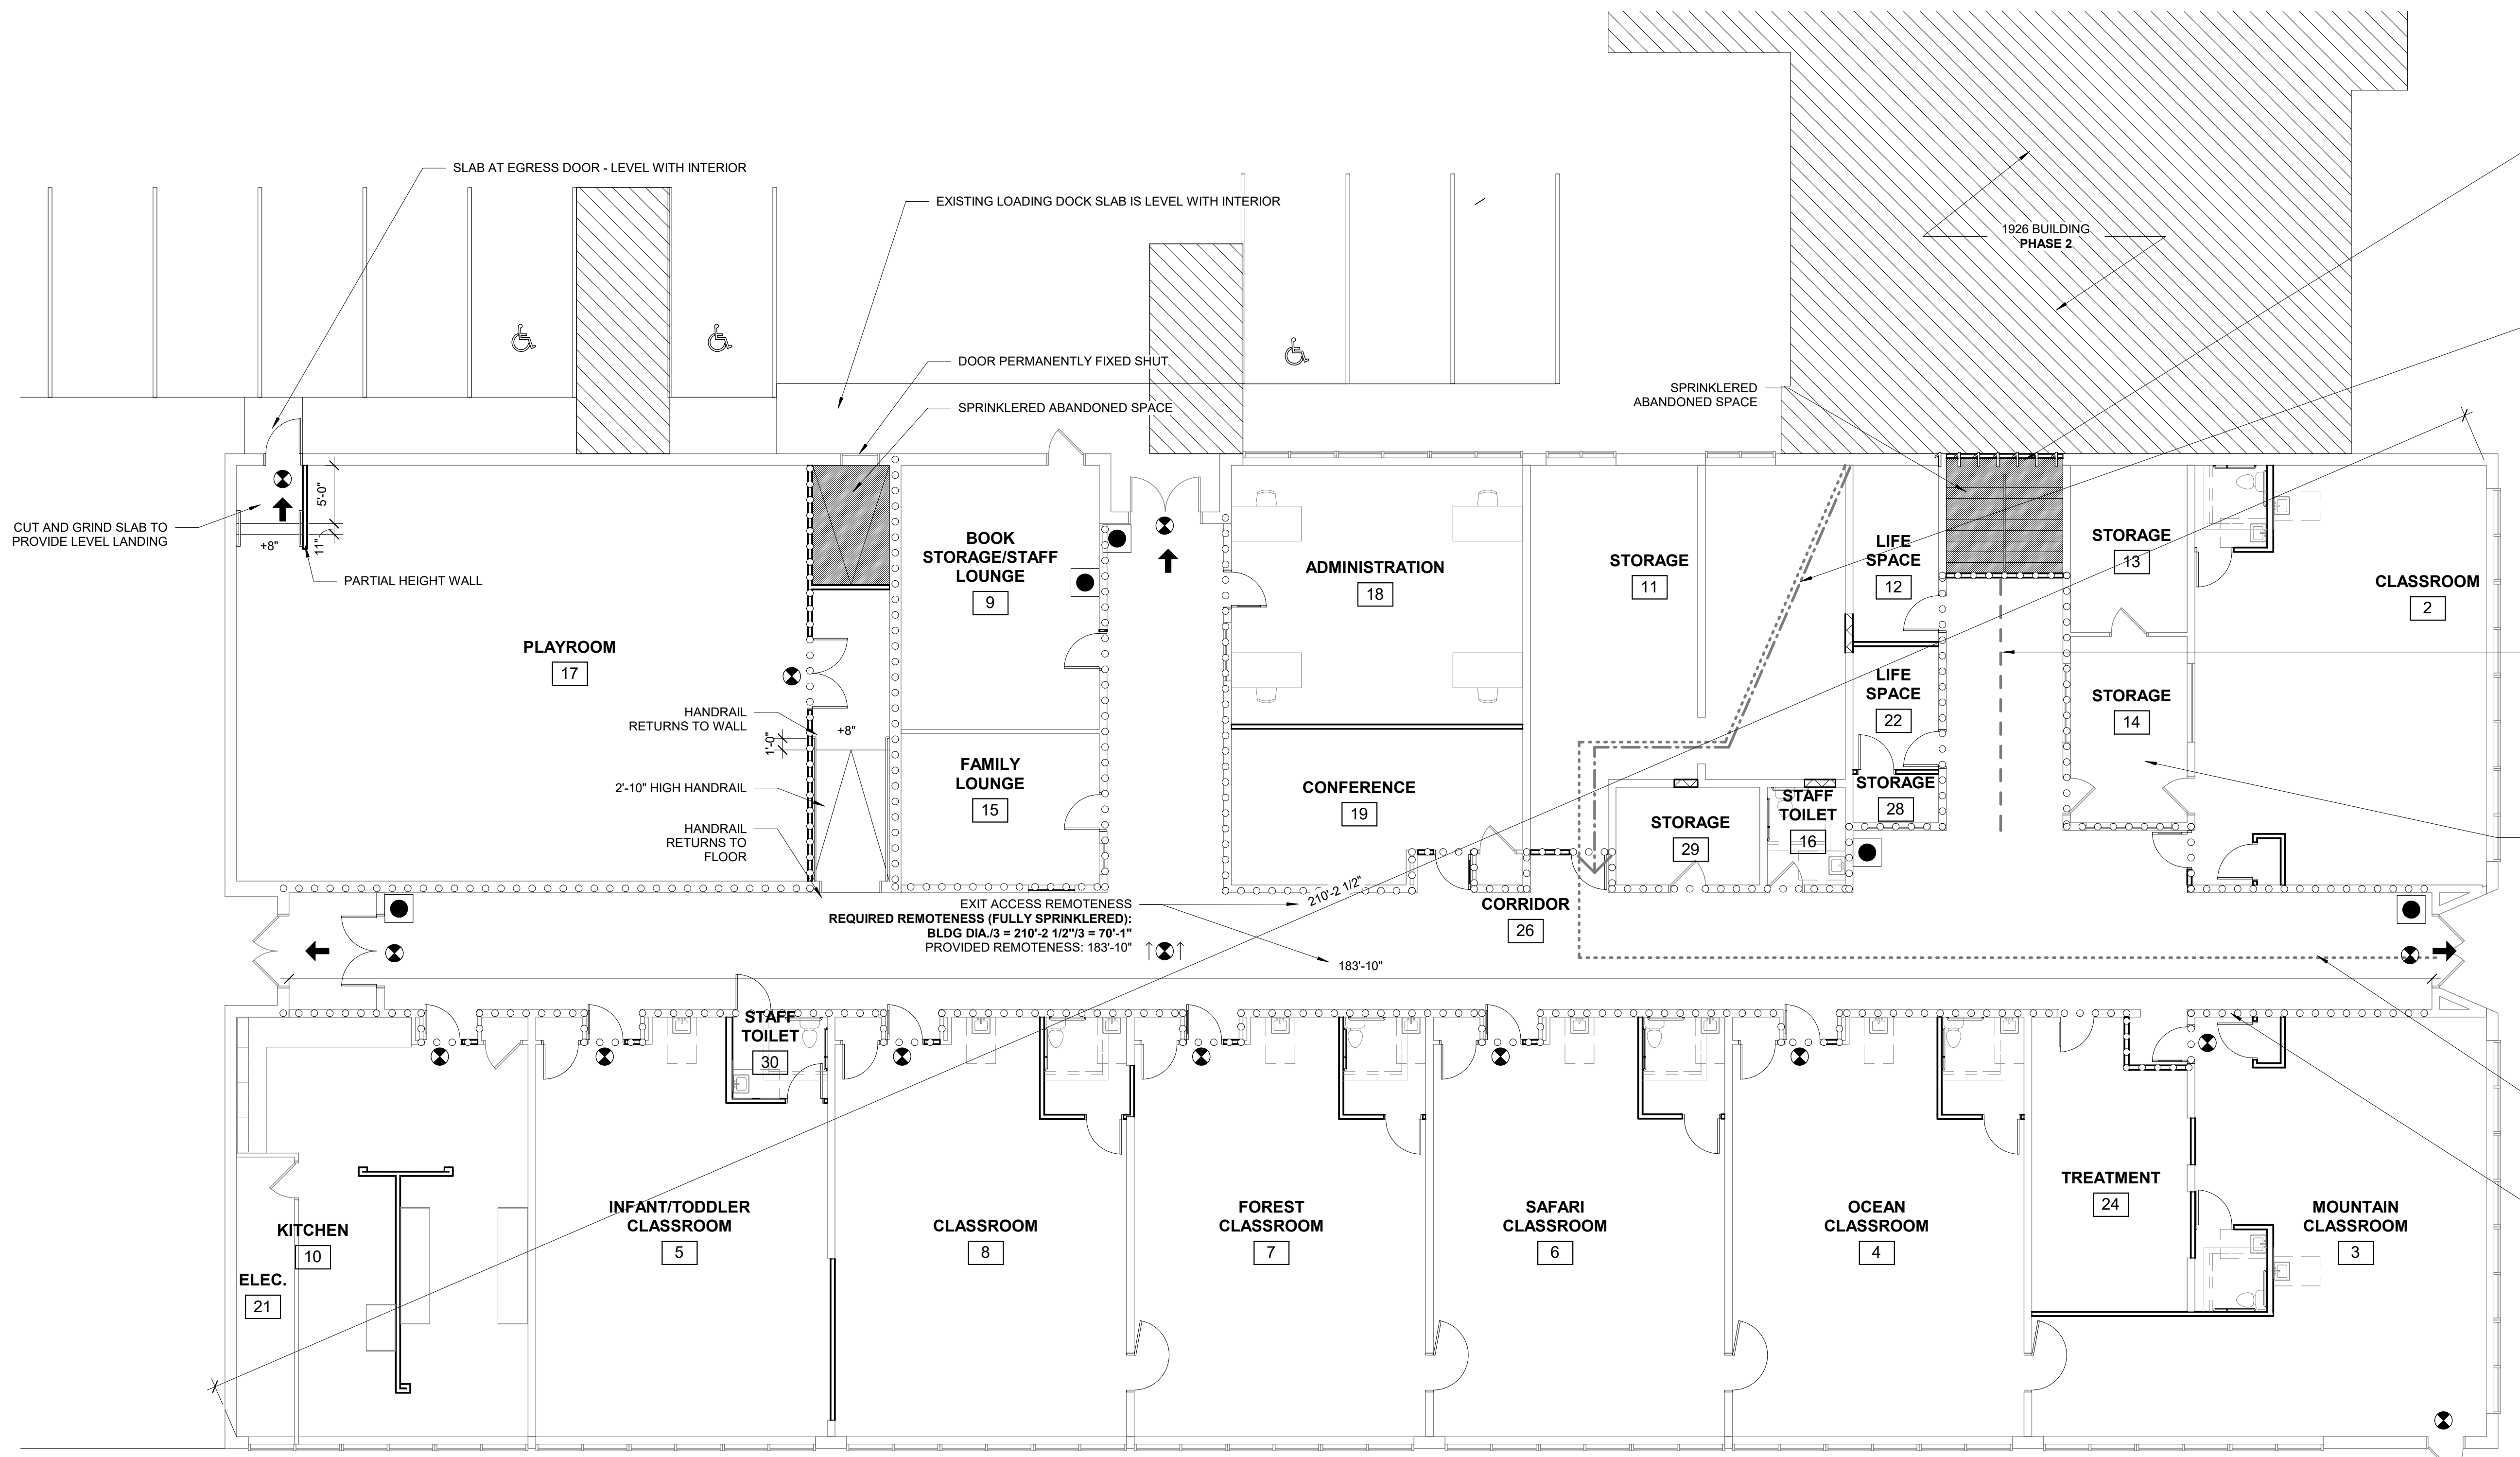 SLAB AT EGRESS DOOR - LEVEL WITH INTERIOR
EXISTING LOADING DOCK SLAB IS LEVEL WITH INTERIOR
1926 BUILDING
PHASE 2
DOOR PERMANENTLY FIXED SHUT
SPRINKLERED ABANDONED SPACE
SPRINKLERED
ABANDONED SPACE
CUT AND GRIND SLAB TO
PROVIDE LEVEL LANDING
5'-0"
11"
+8"
PARTIAL HEIGHT WALL
PLAYROOM
17
BOOK
STORAGE/STAFF
LOUNGE
9
ADMINISTRATION
18
STORAGE
11
LIFE
SPACE
12
STORAGE
13
CLASSROOM
2
HANDRAIL
RETURNS TO WALL
+8"
1'-0"
2'-10" HIGH HANDRAIL
HANDRAIL
RETURNS TO
FLOOR
FAMILY
LOUNGE
15
CONFERENCE
19
LIFE
SPACE
22
STORAGE
28
STORAGE
14
STORAGE
29
STAFF
TOILET
16
EXIT ACCESS REMOTENESS
REQUIRED REMOTENESS (FULLY SPRINKLERED):
BLDG DIA./3 = 210'-2 1/2"/3 = 70'-1"
PROVIDED REMOTENESS: 183'-10"
210'-2 1/2"
183'-10"
CORRIDOR
26
STAFF
TOILET
30
KITCHEN
10
ELEC.
21
INFANT/TODDLER
CLASSROOM
5
CLASSROOM
8
FOREST
CLASSROOM
7
SAFARI
CLASSROOM
6
OCEAN
CLASSROOM
4
TREATMENT
24
MOUNTAIN
CLASSROOM
3